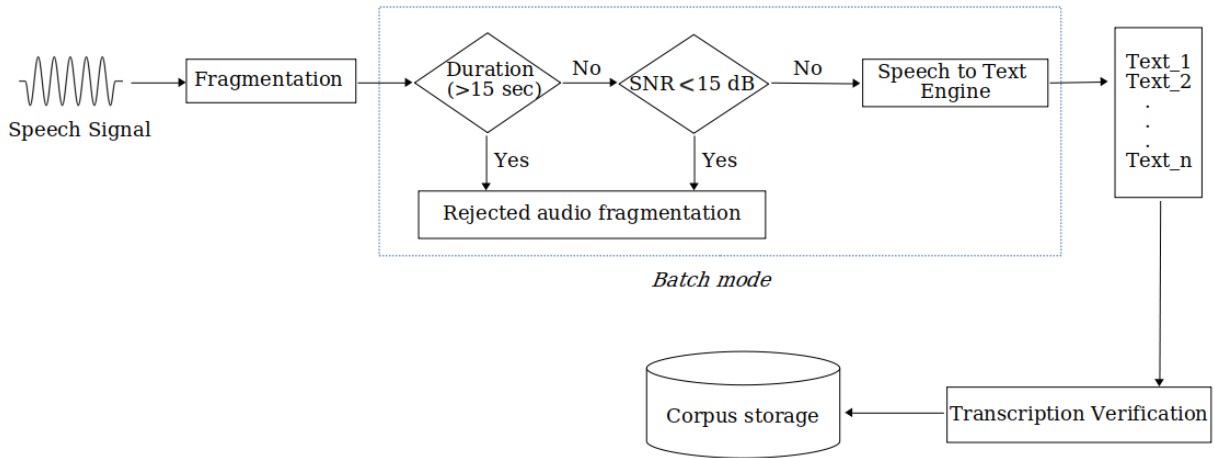 Speech Signal
Fragmentation
Duration
(>15 sec)
No
SNR<15 dB
No
Speech to Text
Engine
Text_1
Text_2
.
.
.
Text_n
Yes
Yes
Rejected audio fragmentation
Batch mode
Corpus storage
Transcription Verification